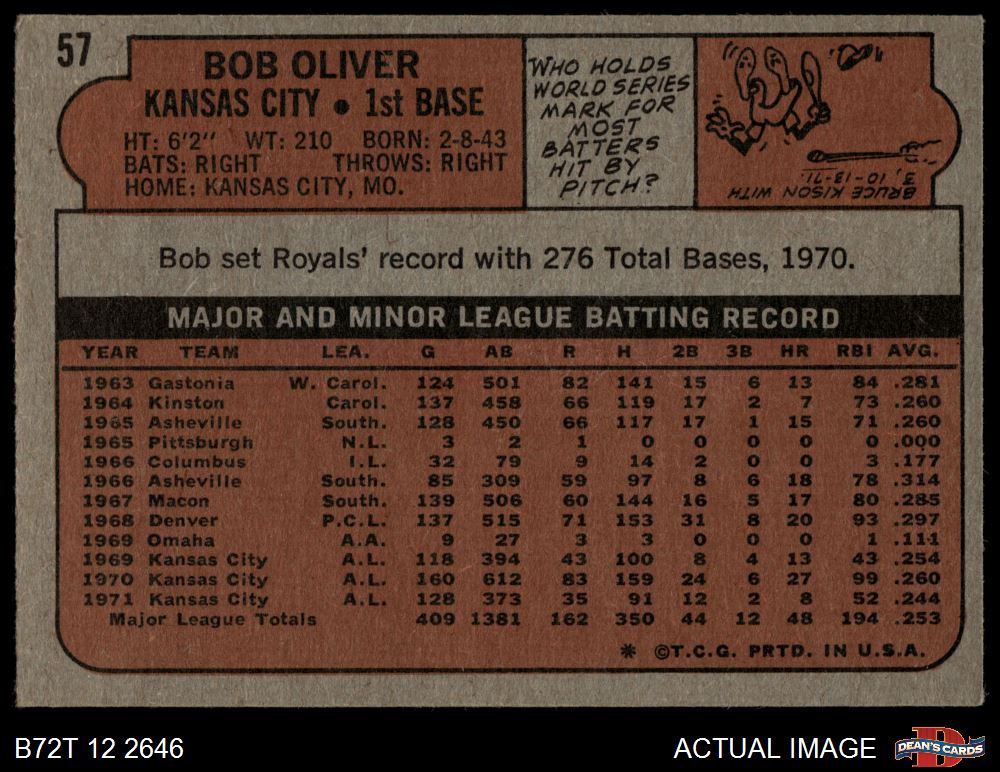 57
BOB OLIVER
KANSAS CITY • 1st BASE
HT: 6'2" WT: 210 BORN: 2-8-43
BATS: RIGHT THROWS: RIGHT
HOME: KANSAS CITY, MO.
WHO HOLDS
WORLD SERIES
MARK FOR
MOST
BATTERS
HIT BY
PITCH?
BRUCE KISON WITH
3, 10-13-71.
Bob set Royals' record with 276 Total Bases, 1970.
MAJOR AND MINOR LEAGUE BATTING RECORD
YEAR TEAM LEA. G AB R H 2B 3B HR RBI AVG.
1963 Gastonia W. Carol. 124 501 82 141 15 6 13 84 .281
1964 Kinston Carol. 137 458 66 119 17 2 7 73 .260
1965 Asheville South. 128 450 66 117 17 1 15 71 .260
1965 Pittsburgh N.L. 3 2 1 0 0 0 0 0 .000
1966 Columbus I.L. 32 79 9 14 2 0 0 3 .177
1966 Asheville South. 85 309 59 97 8 6 18 78 .314
1967 Macon South. 139 506 60 144 16 5 17 80 .285
1968 Denver P.C.L. 137 515 71 153 31 8 20 93 .297
1969 Omaha A.A. 9 27 3 3 0 0 0 1 .111
1969 Kansas City A.L. 118 394 43 100 8 4 13 43 .254
1970 Kansas City A.L. 160 612 83 159 24 6 27 99 .260
1971 Kansas City A.L. 128 373 35 91 12 2 8 52 .244
Major League Totals 409 1381 162 350 44 12 48 194 .253
* ©T.C.G. PRTD. IN U.S.A.
B72T 12 2646
ACTUAL IMAGE
D
DEAN'S CARDS